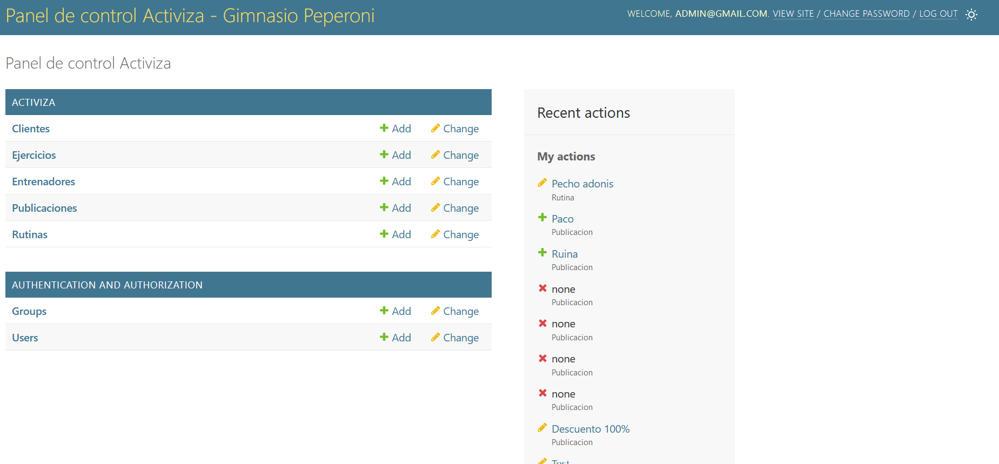 Panel de control Activiza - Gimnasio Peperoni
WELCOME, ADMIN@GMAIL.COM. VIEW SITE / CHANGE PASSWORD / LOG OUT
Panel de control Activiza
ACTIVIZA
Clientes Add Change
Ejercicios Add Change
Entrenadores Add Change
Publicaciones Add Change
Rutinas Add Change
AUTHENTICATION AND AUTHORIZATION
Groups Add Change
Users Add Change
Recent actions
My actions
Pecho adonis
Rutina
Paco
Publicacion
Ruina
Publicacion
none
Publicacion
none
Publicacion
none
Publicacion
none
Publicacion
Descuento 100%
Publicacion
Test